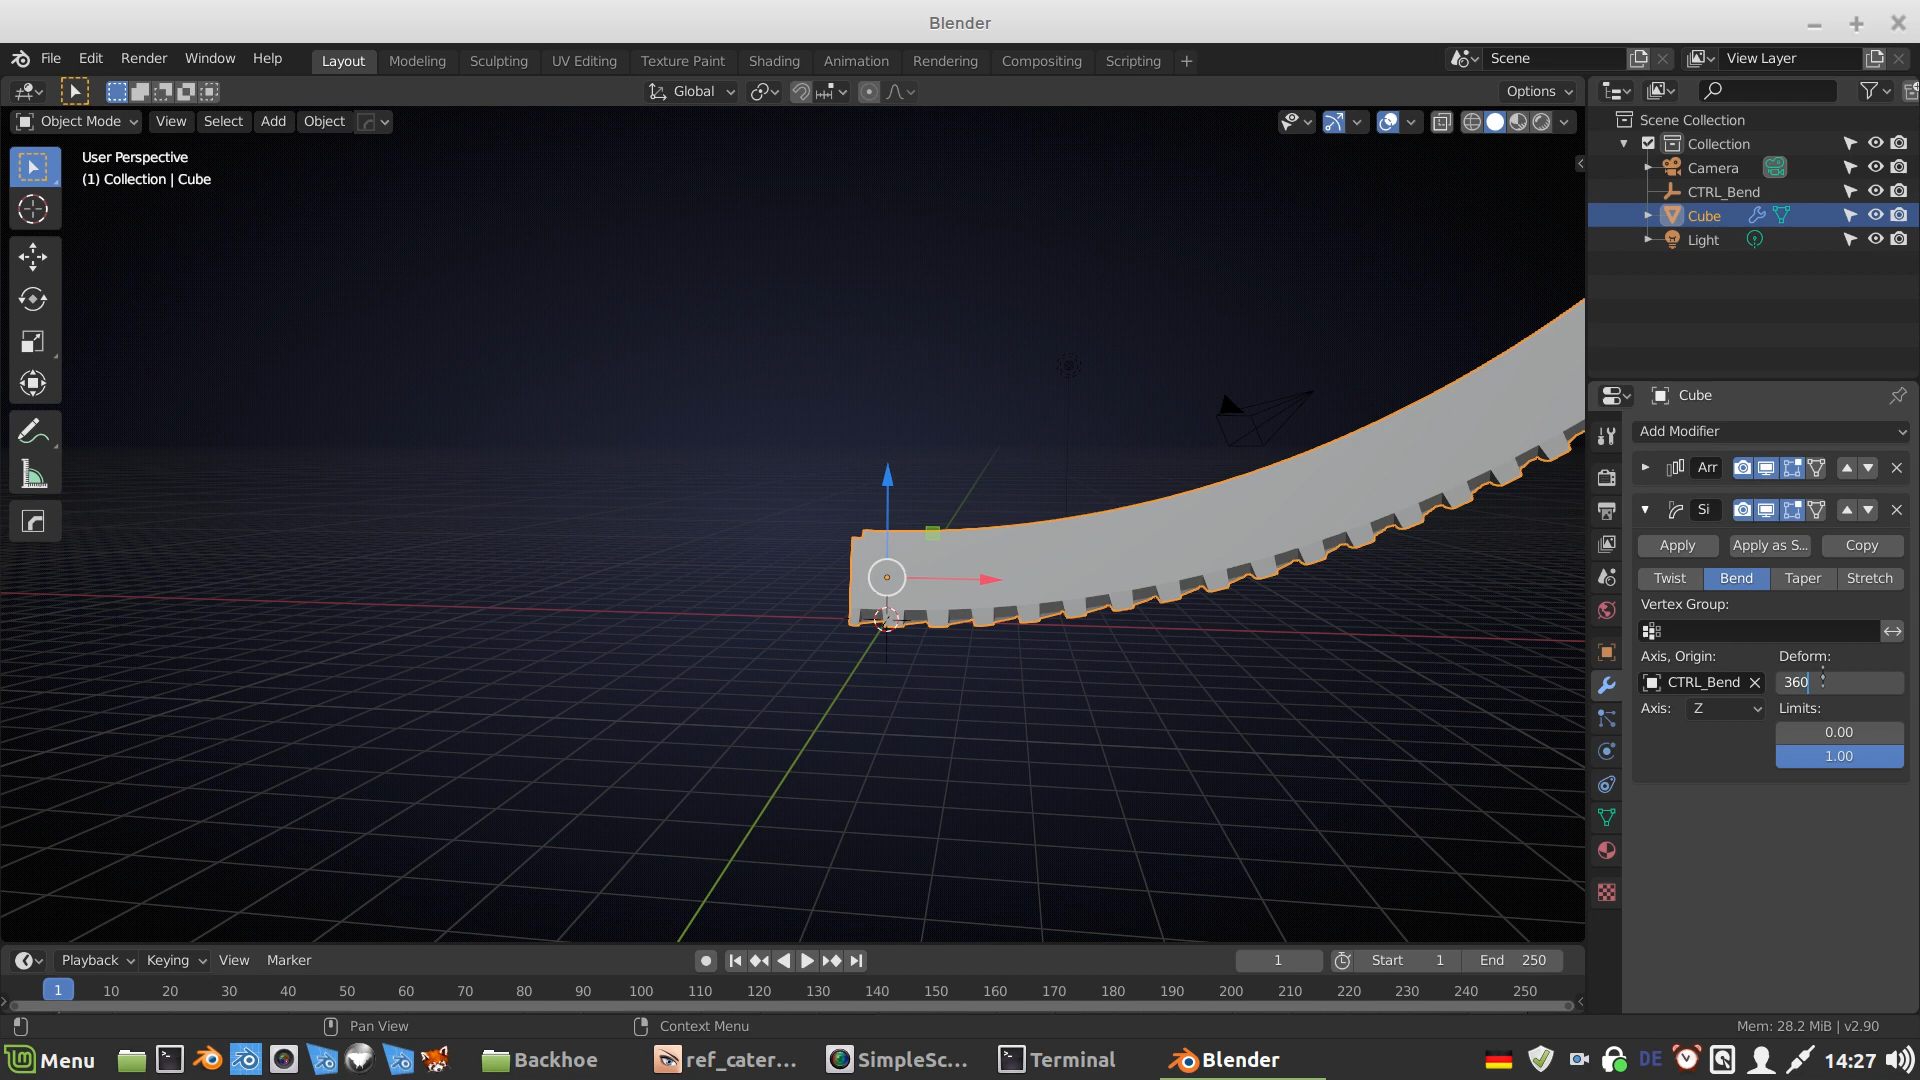 Blender
File Edit Render Window Help Layout Modeling Sculpting UV Editing Texture Paint Shading Animation Rendering Compositing Scripting + Scene View Layer
Global Options
Object Mode View Select Add Object
User Perspective
(1) Collection | Cube
Scene Collection
Collection
Camera
CTRL_Bend
Cube
Light
Cube
Add Modifier
Arr
Si
Apply Apply as S... Copy
Twist Bend Taper Stretch
Vertex Group:
Axis, Origin: Deform:
CTRL_Bend 360
Axis: Z Limits:
0.00
1.00
Playback Keying View Marker 1 Start 1 End 250
1 10 20 30 40 50 60 70 80 90 100 110 120 130 140 150 160 170 180 190 200 210 220 230 240 250
Pan View Context Menu Mem: 28.2 MiB | v2.90
Menu Backhoe ref_cater... SimpleSc... Terminal Blender DE 14:27